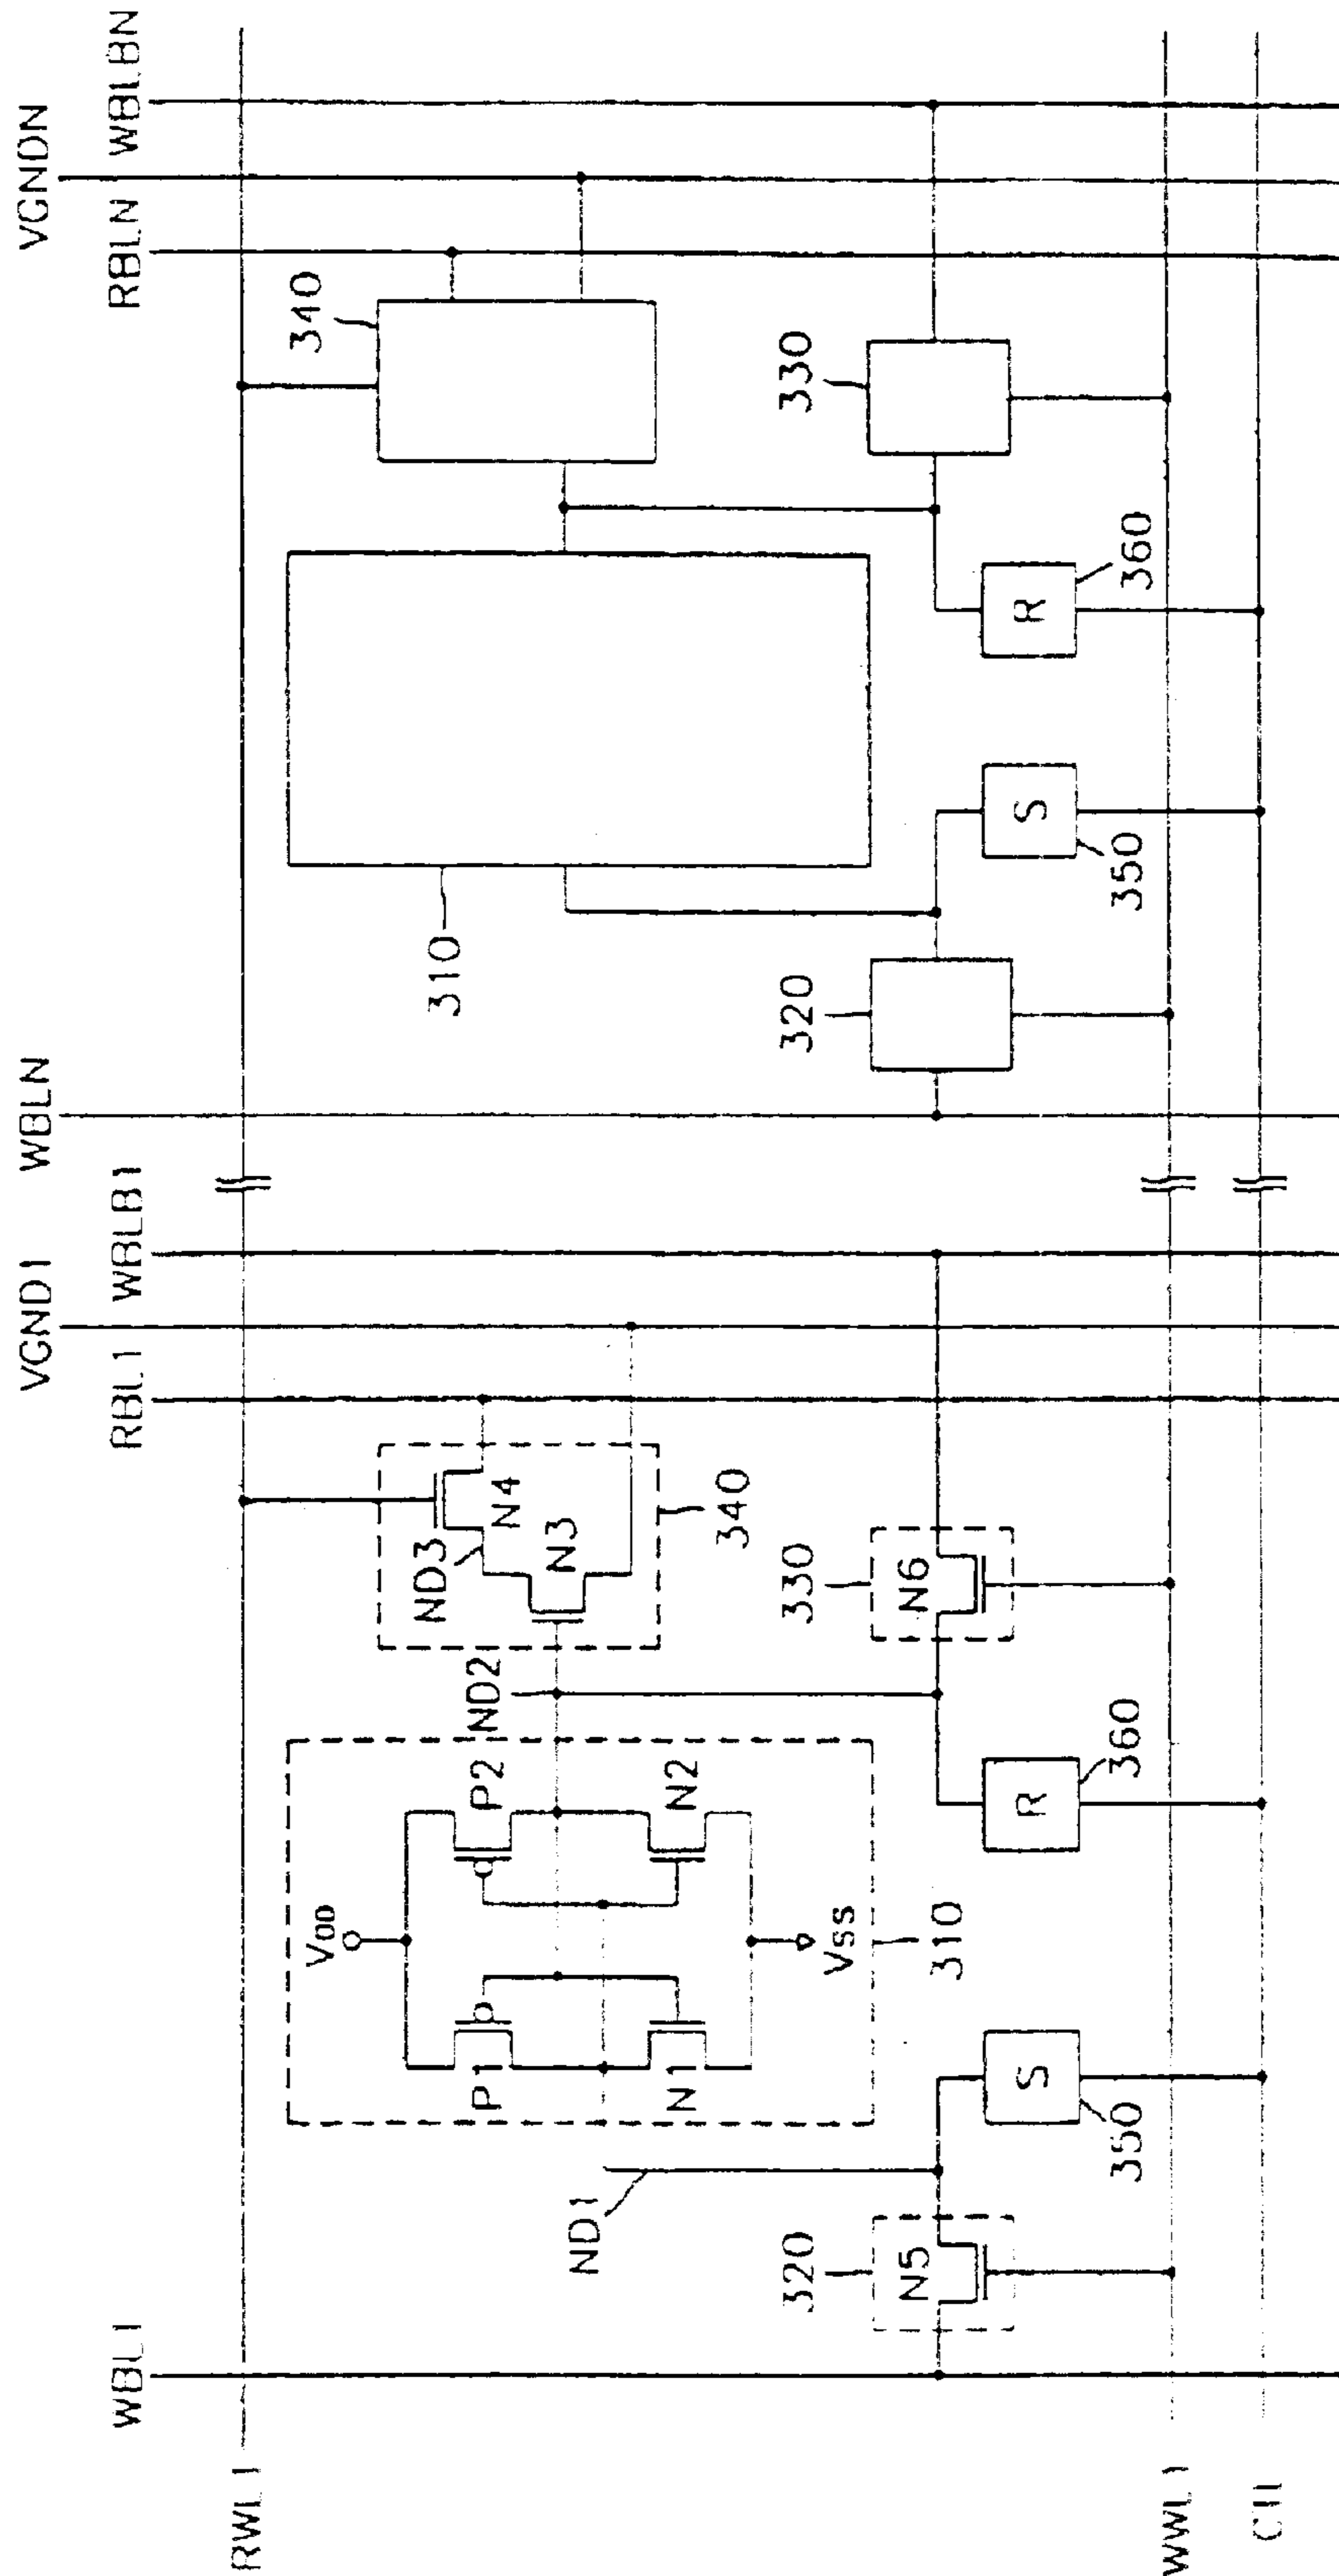 VGND1
WBLN
VGNDN
WBL1
RBL1
WBLB1
RBLN
WBLBN
RWL1
VDD
P1
P2
N1
N2
VSS
310
ND1
ND2
ND3
N4
N3
340
310
340
320
N5
S
350
R
360
330
N6
320
S
350
R
360
330
WWL1